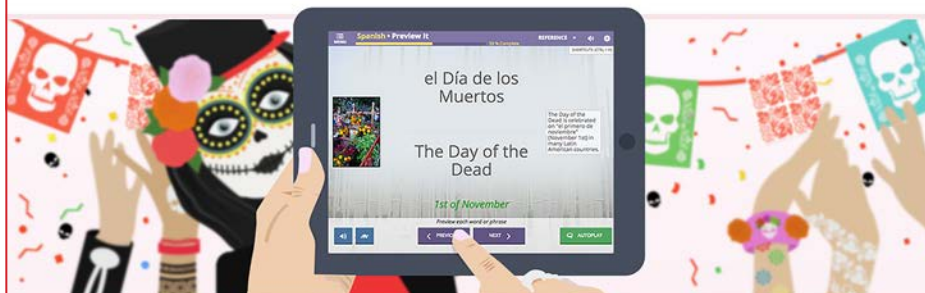 MENU
Spanish • Preview It
REFERENCE
el Día de los
Muertos
The Day of the
Dead is celebrated
on "el primero de
noviembre"
(November 1st) in
many Latin
American countries.
The Day of the
Dead
1st of November
Preview each word or phrase
NEXT
AUTOPLAY